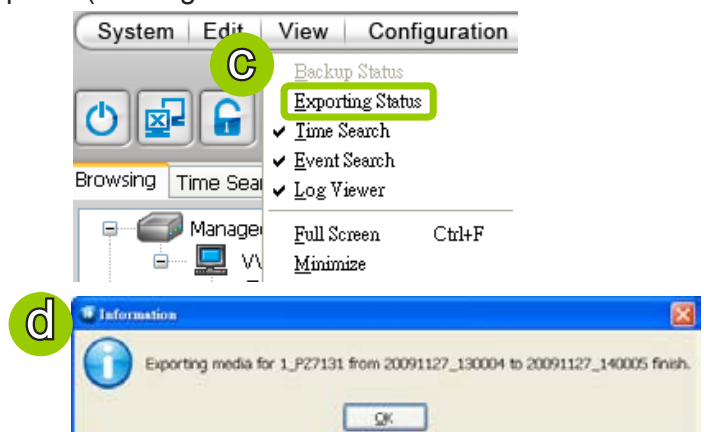 System Edit View Configuration
C
Backup Status
Exporting Status
✔ Time Search
✔ Event Search
✔ Log Viewer
Full Screen Ctrl+F
Minimize
Browsing Time Sear
Manage
d
Information
Exporting media for 1_PZ7131 from 20091127_130004 to 20091127_140005 finish.
OK